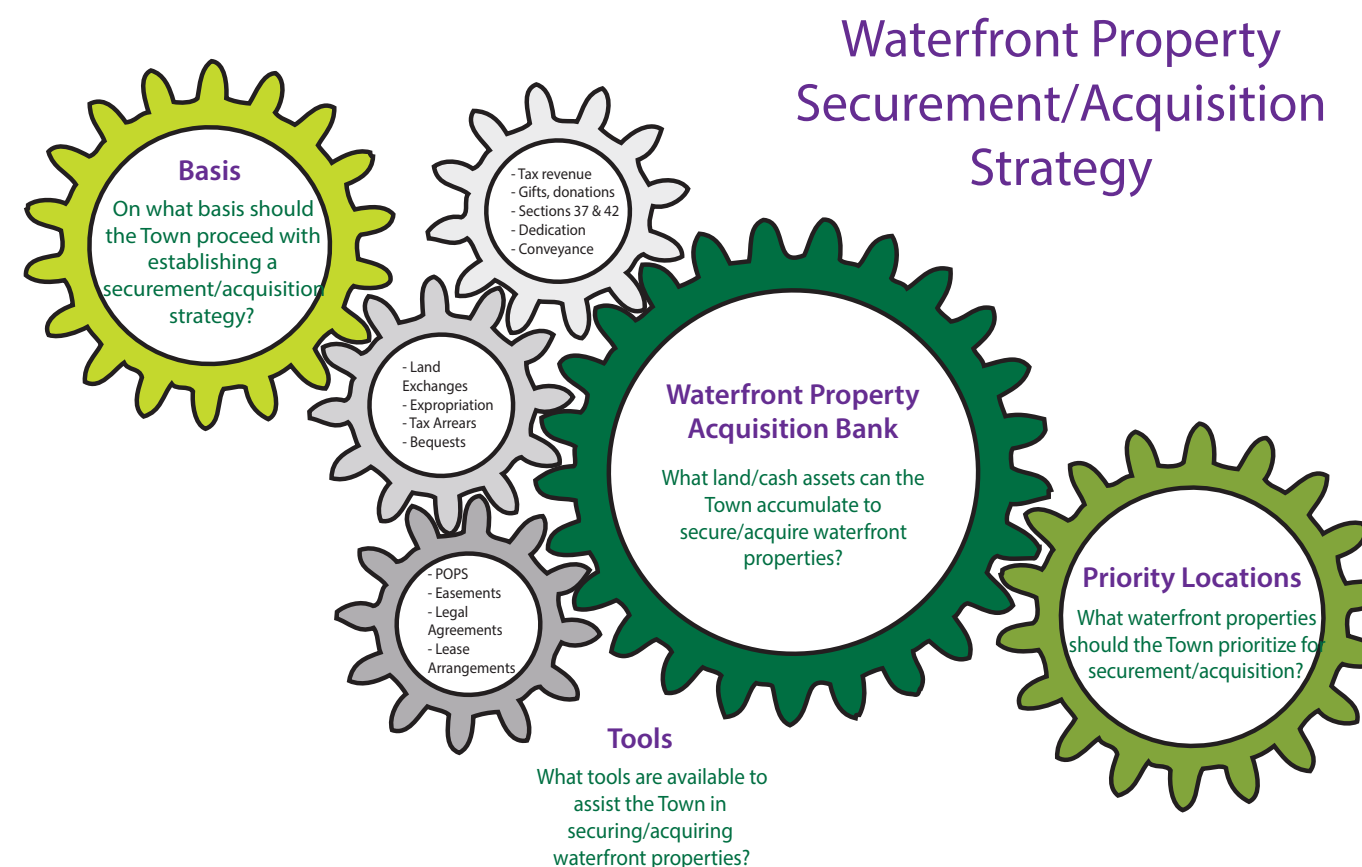 Waterfront Property
Securement/Acquisition
Strategy
Basis
On what basis should
the Town proceed with
establishing a
securement/acquisition
strategy?
- Tax revenue
- Gifts, donations
- Sections 37 & 42
- Dedication
- Conveyance
- Land
Exchanges
- Expropriation
- Tax Arrears
- Bequests
- POPS
- Easements
- Legal
Agreements
- Lease
Arrangements
Waterfront Property
Acquisition Bank
What land/cash assets can the
Town accumulate to
secure/acquire waterfront
properties?
Priority Locations
What waterfront properties
should the Town prioritize for
securement/acquisition?
Tools
What tools are available to
assist the Town in
securing/acquiring
waterfront properties?